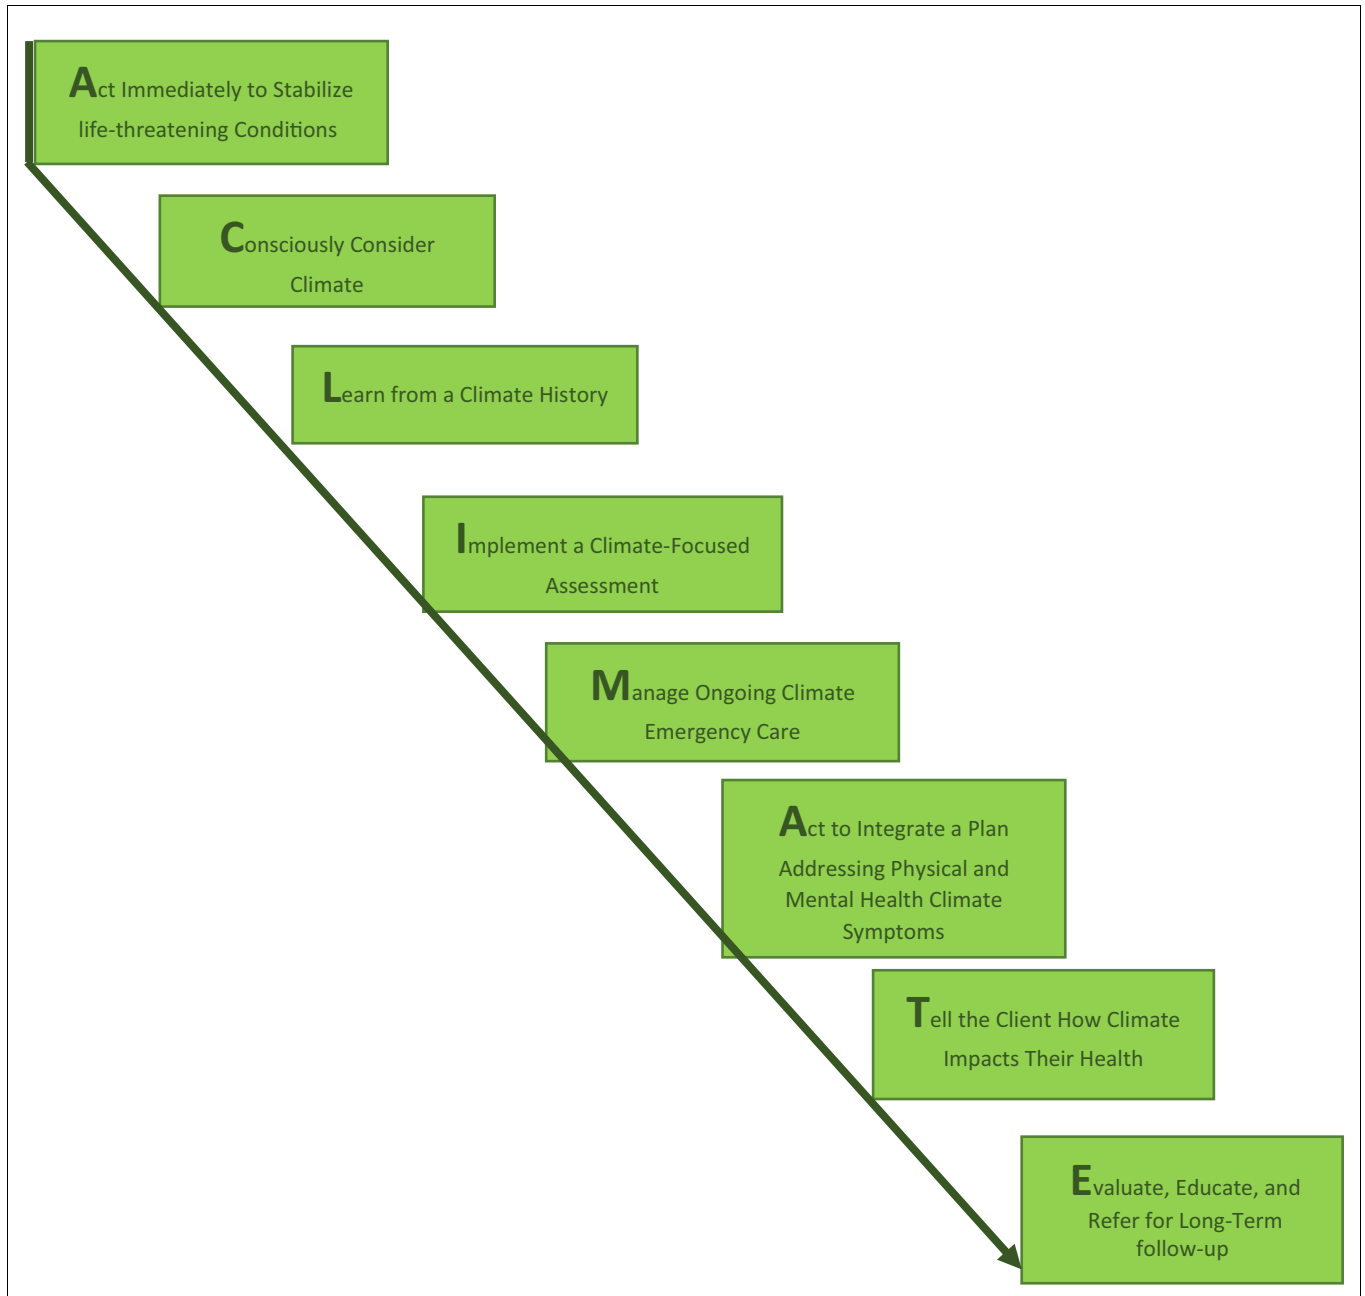 Act Immediately to Stabilize
life-threatening Conditions
Consciously Consider
Climate
Learn from a Climate History
Implement a Climate-Focused
Assessment
Manage Ongoing Climate
Emergency Care
Act to Integrate a Plan
Addressing Physical and
Mental Health Climate
Symptoms
Tell the Client How Climate
Impacts Their Health
Evaluate, Educate, and
Refer for Long-Term
follow-up